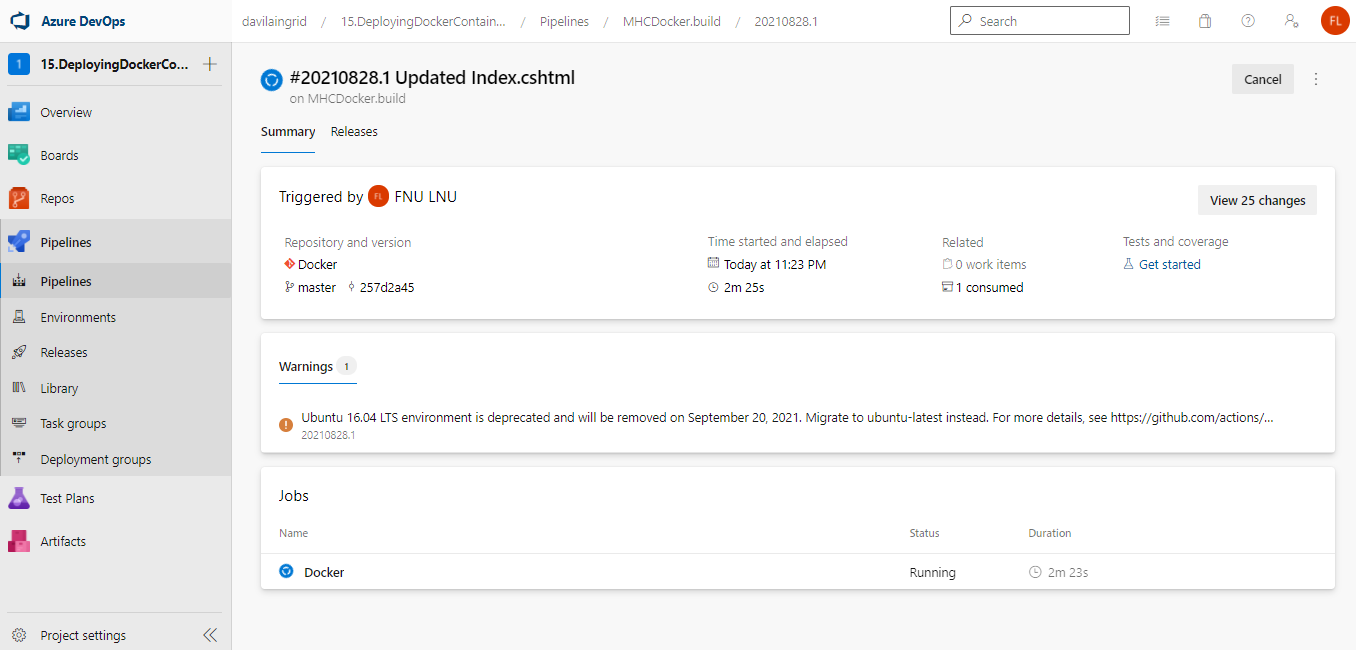 Azure DevOps
davilaingrid / 15.DeployingDockerContain... / Pipelines / MHCDocker.build / 20210828.1
Search
FL
1 15.DeployingDockerCo...
Overview
Boards
Repos
Pipelines
Pipelines
Environments
Releases
Library
Task groups
Deployment groups
Test Plans
Artifacts
Project settings
#20210828.1 Updated Index.cshtml
on MHCDocker.build
Cancel
Summary Releases
Triggered by FL FNU LNU
View 25 changes
Repository and version Time started and elapsed Related Tests and coverage
Docker Today at 11:23 PM 0 work items Get started
master 257d2a45 2m 25s 1 consumed
Warnings 1
Ubuntu 16.04 LTS environment is deprecated and will be removed on September 20, 2021. Migrate to ubuntu-latest instead. For more details, see https://github.com/actions/...
20210828.1
Jobs
Name Status Duration
Docker Running 2m 23s